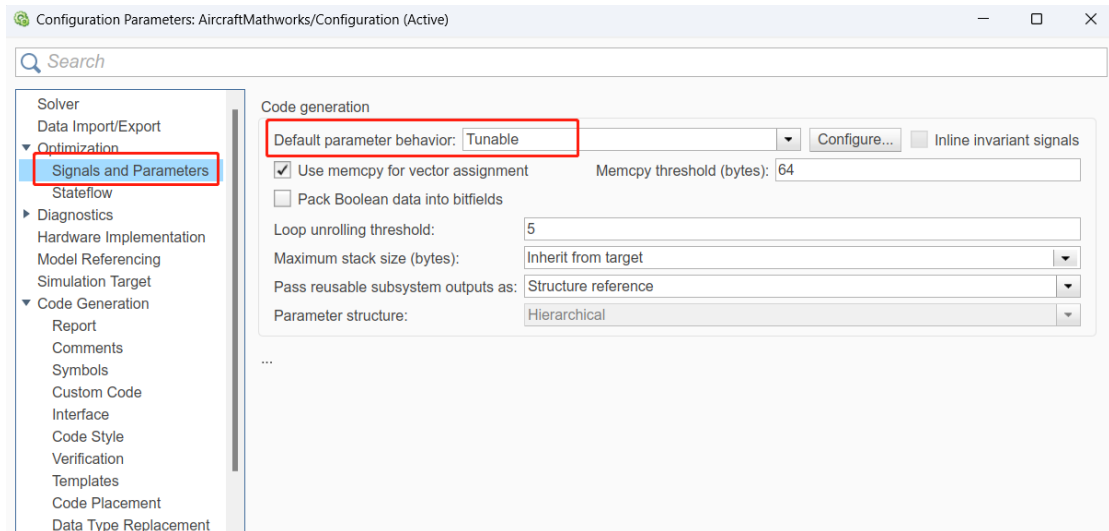 Configuration Parameters: AircraftMathworks/Configuration (Active)
Search
Solver
Data Import/Export
Optimization
Signals and Parameters
Stateflow
Diagnostics
Hardware Implementation
Model Referencing
Simulation Target
Code Generation
Report
Comments
Symbols
Custom Code
Interface
Code Style
Verification
Templates
Code Placement
Data Type Replacement
Code generation
Default parameter behavior: Tunable Configure... Inline invariant signals
Use memcpy for vector assignment Memcpy threshold (bytes): 64
Pack Boolean data into bitfields
Loop unrolling threshold: 5
Maximum stack size (bytes): Inherit from target
Pass reusable subsystem outputs as: Structure reference
Parameter structure: Hierarchical
...